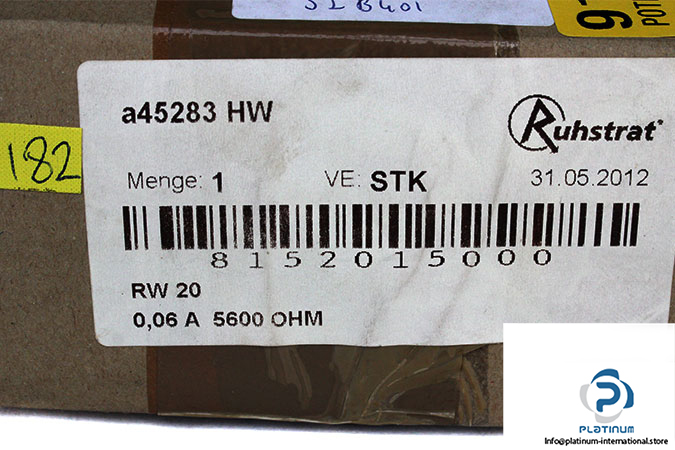 SIB401
182
a45283 HW
Ruhstrat
Menge: 1 VE: STK 31.05.2012
8152015000
RW 20
0,06 A 5600 OHM
PLATINUM
Info@platinum-international.store